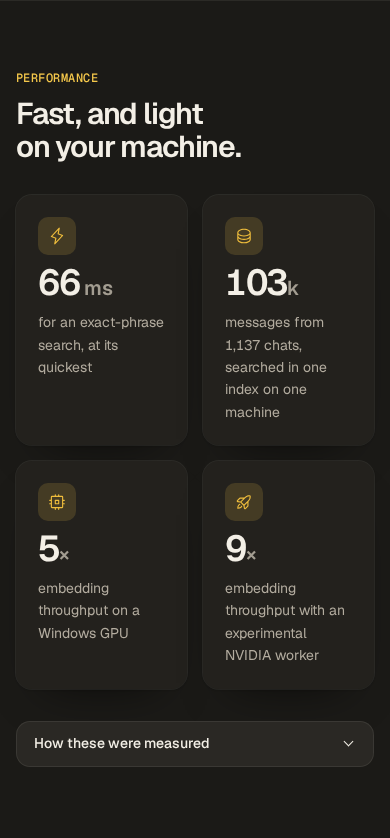 PERFORMANCE
Fast, and light
on your machine.
66 ms
for an exact-phrase
search, at its
quickest
103k
messages from
1,137 chats,
searched in one
index on one
machine
5×
embedding
throughput on a
Windows GPU
9×
embedding
throughput with an
experimental
NVIDIA worker
How these were measured